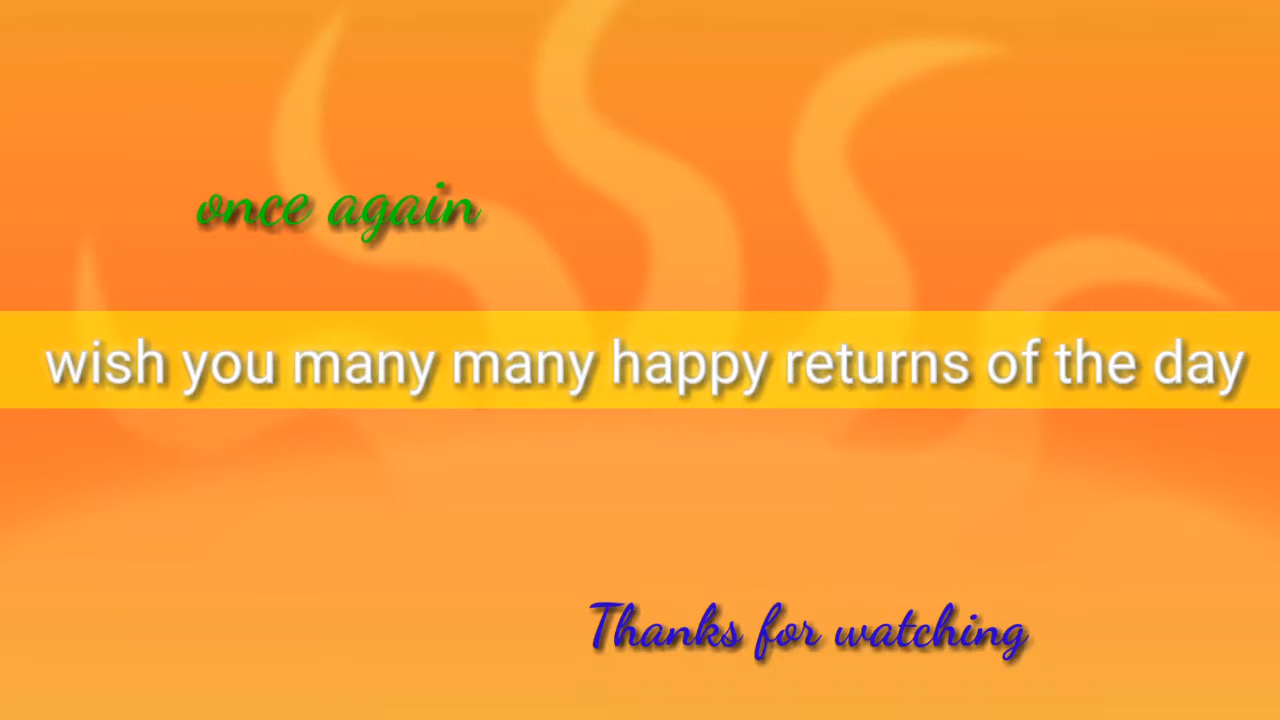 once again
wish you many many happy returns of the day
Thanks for watching